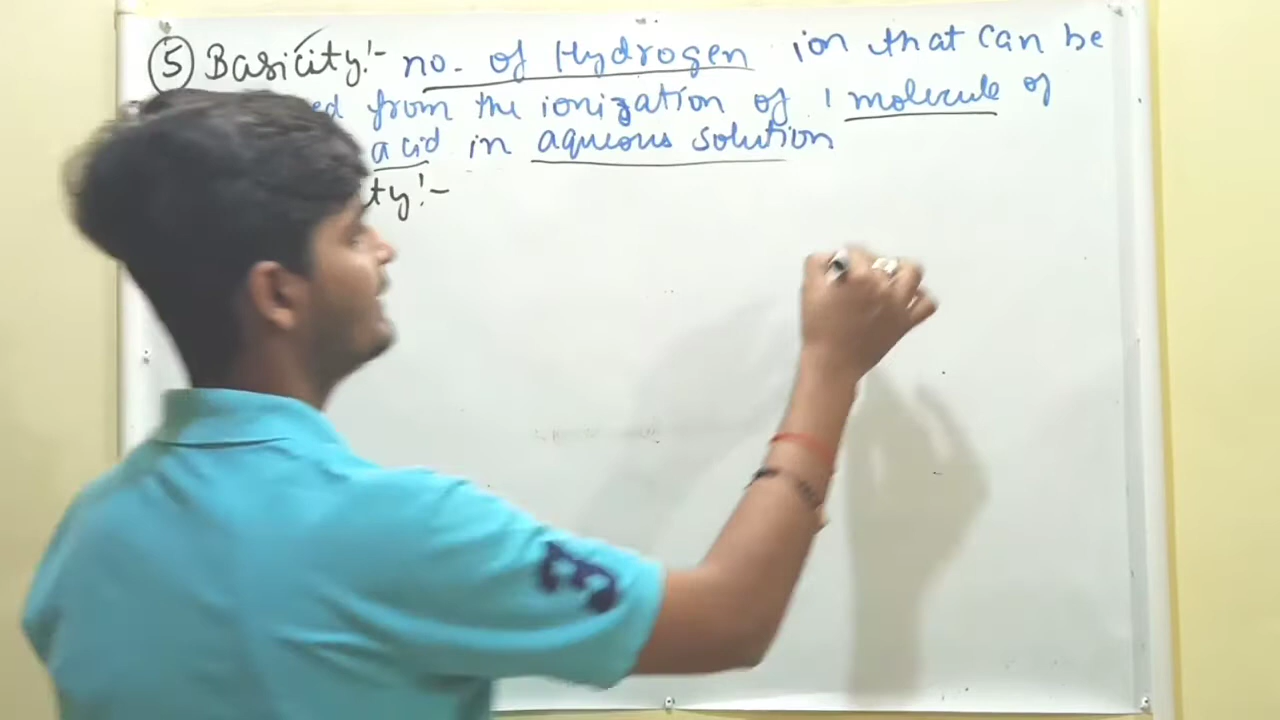 ⑤ Basicity!- no. of Hydrogen ion that can be
ed from the ionization of 1 molecule of
acid in aqueous solution
ty!-